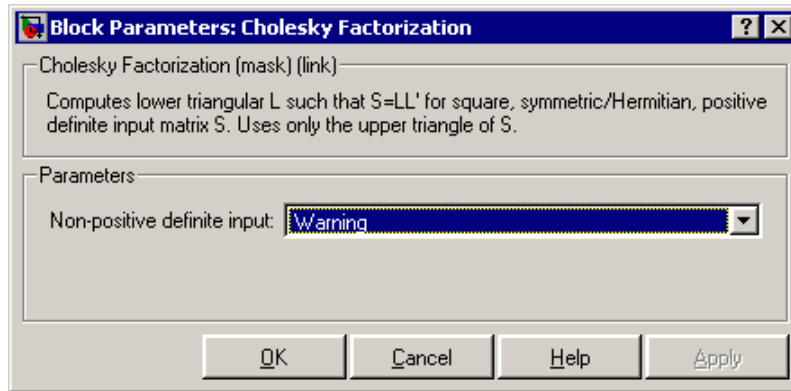 Block Parameters: Cholesky Factorization
Cholesky Factorization (mask) (link)
Computes lower triangular L such that S=LL' for square, symmetric/Hermitian, positive
definite input matrix S. Uses only the upper triangle of S.
Parameters
Non-positive definite input: Warning
OK Cancel Help Apply